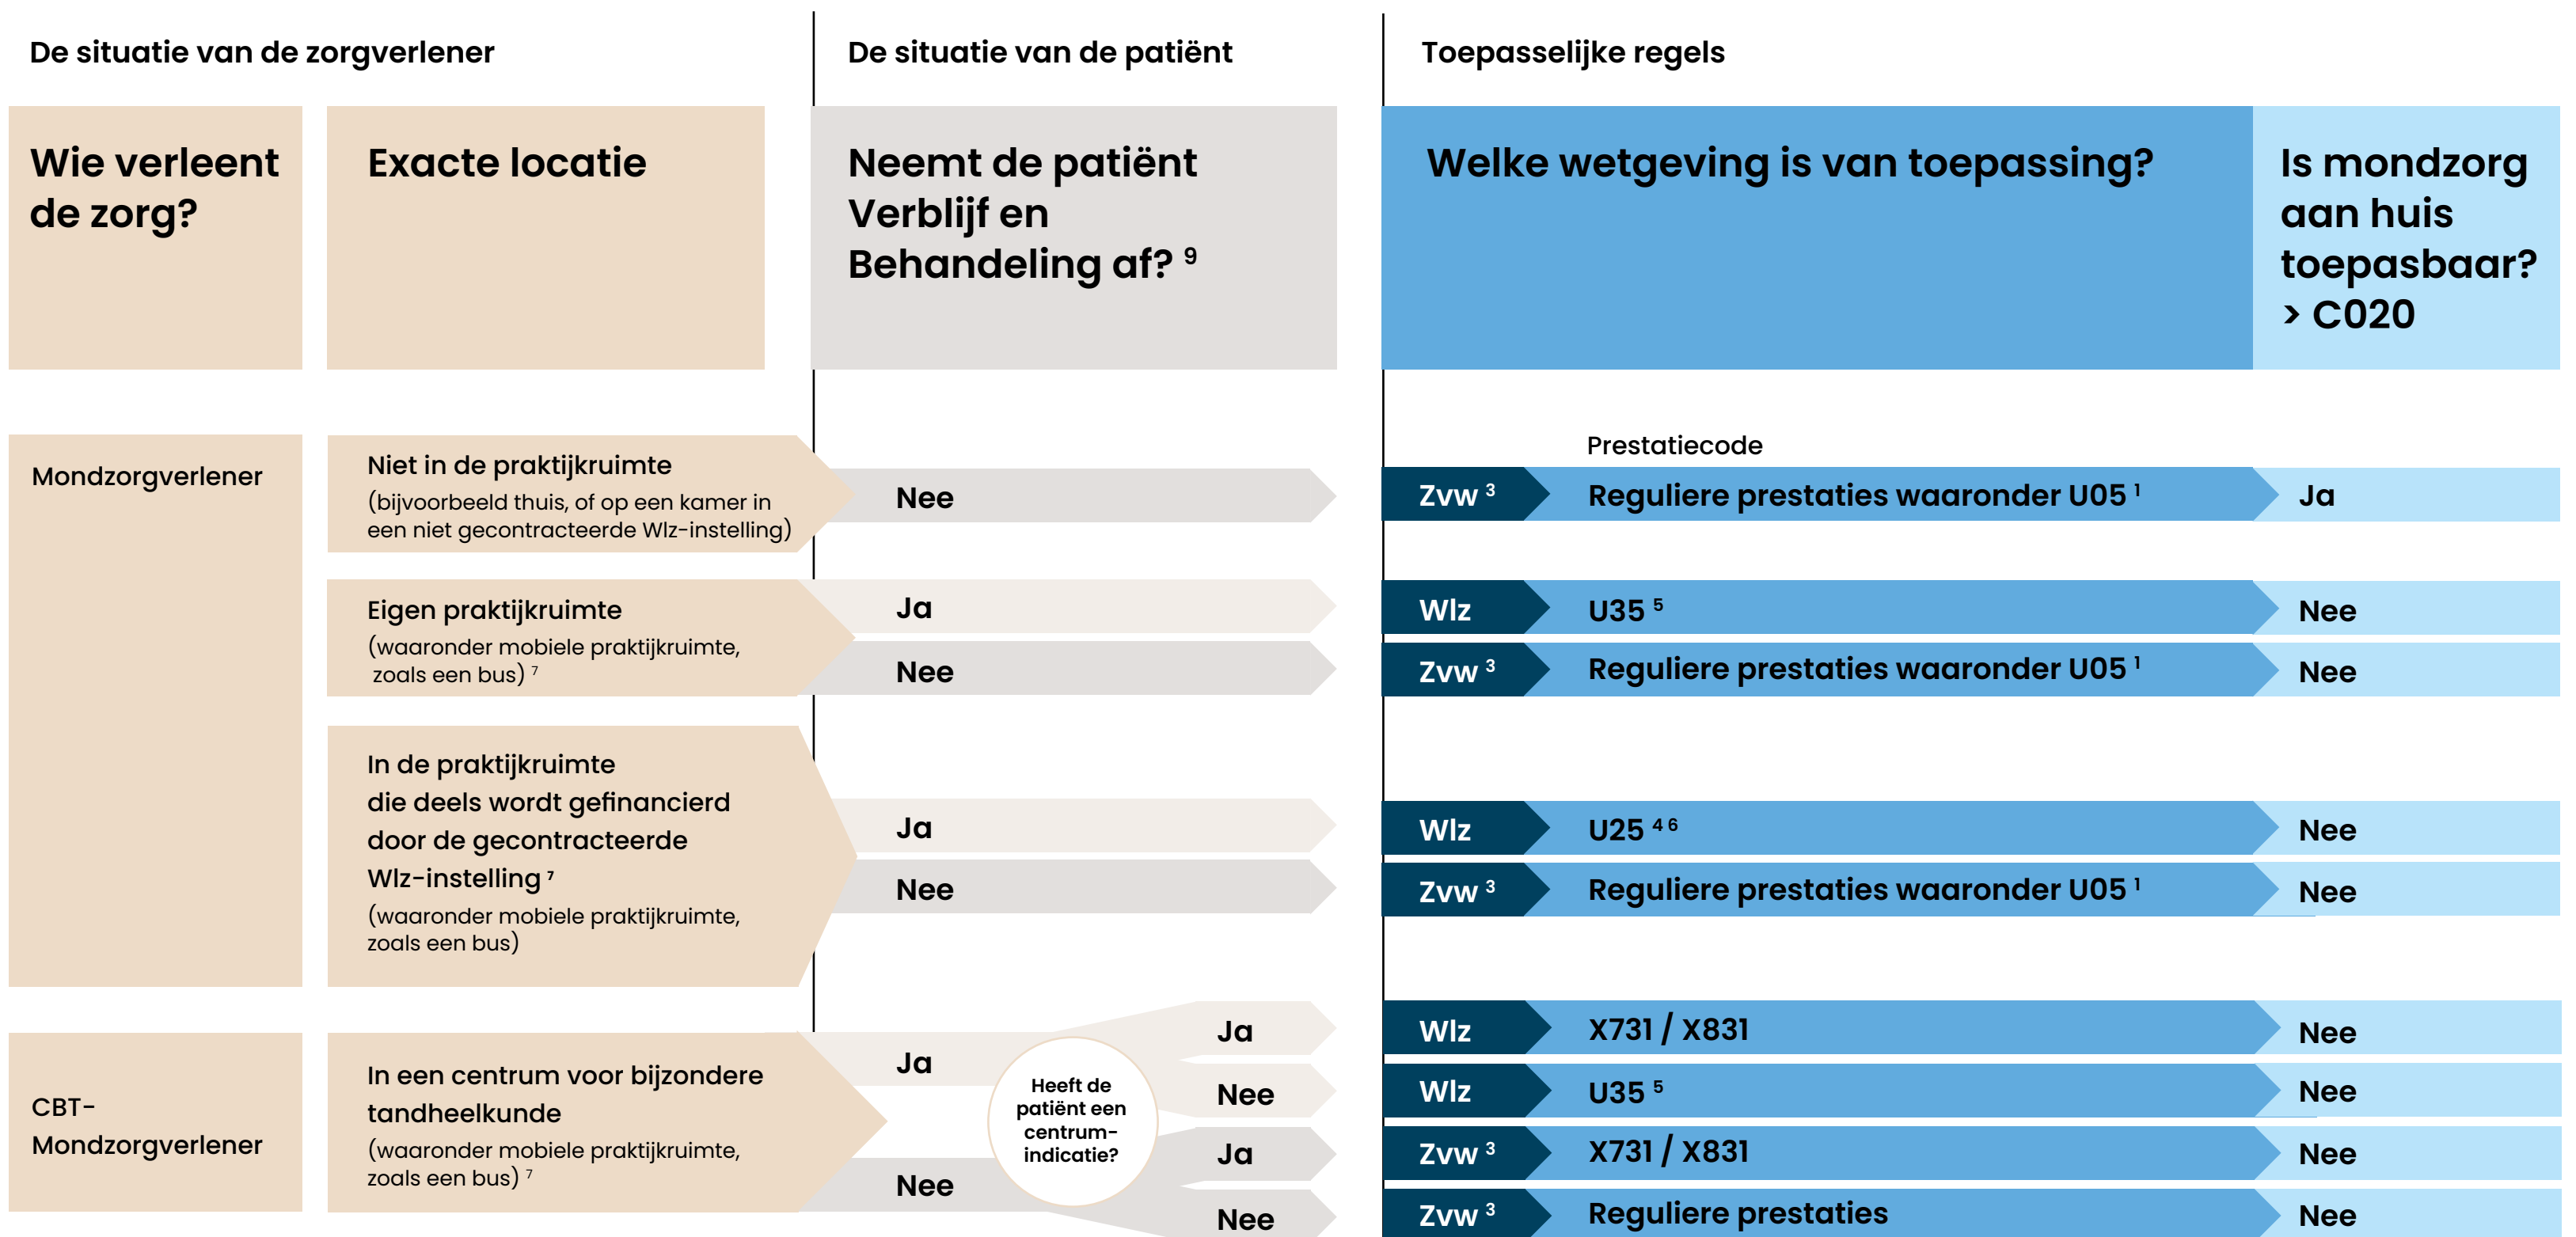 De situatie van de zorgverlener
De situatie van de patiënt
Toepasselijke regels
Wie verleent
de zorg?
Exacte locatie
Neemt de patiënt
Verblijf en
Behandeling af? ⁹
Welke wetgeving is van toepassing?
Is mondzorg
aan huis
toepasbaar?
> C020
Prestatiecode
Mondzorgverlener
Niet in de praktijkruimte
(bijvoorbeeld thuis, of op een kamer in
een niet gecontracteerde Wlz-instelling)
Nee
Zvw ³
Reguliere prestaties waaronder U05 ¹
Ja
Eigen praktijkruimte
(waaronder mobiele praktijkruimte,
zoals een bus) ⁷
Ja
Wlz
U35 ⁵
Nee
Nee
Zvw ³
Reguliere prestaties waaronder U05 ¹
Nee
In de praktijkruimte
die deels wordt gefinancierd
door de gecontracteerde
Wlz-instelling ⁷
(waaronder mobiele praktijkruimte,
zoals een bus)
Ja
Wlz
U25 ⁴ ⁶
Nee
Nee
Zvw ³
Reguliere prestaties waaronder U05 ¹
Nee
CBT-
Mondzorgverlener
In een centrum voor bijzondere
tandheelkunde
(waaronder mobiele praktijkruimte,
zoals een bus) ⁷
Ja
Nee
Heeft de
patiënt een
centrum-
indicatie?
Ja
Wlz
X731 / X831
Nee
Nee
Wlz
U35 ⁵
Nee
Ja
Zvw ³
X731 / X831
Nee
Nee
Zvw ³
Reguliere prestaties
Nee